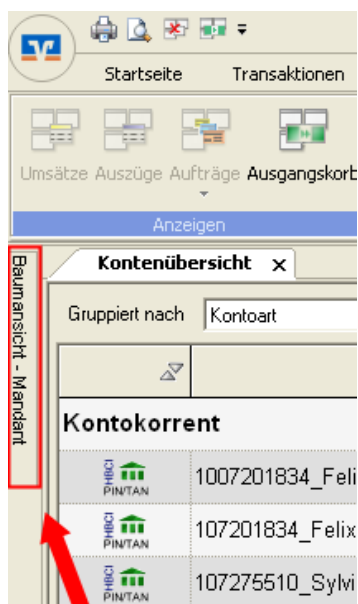 Startseite Transaktionen
Umsätze Auszüge Aufträge Ausgangskorb
Anzeigen
Baumansicht - Mandant
Kontenübersicht x
Gruppiert nach Kontoart
Kontokorrent
HBCI PIN/TAN 1007201834_Feli
HBCI PIN/TAN 107201834_Felix
HBCI PIN/TAN 107275510_Sylvi